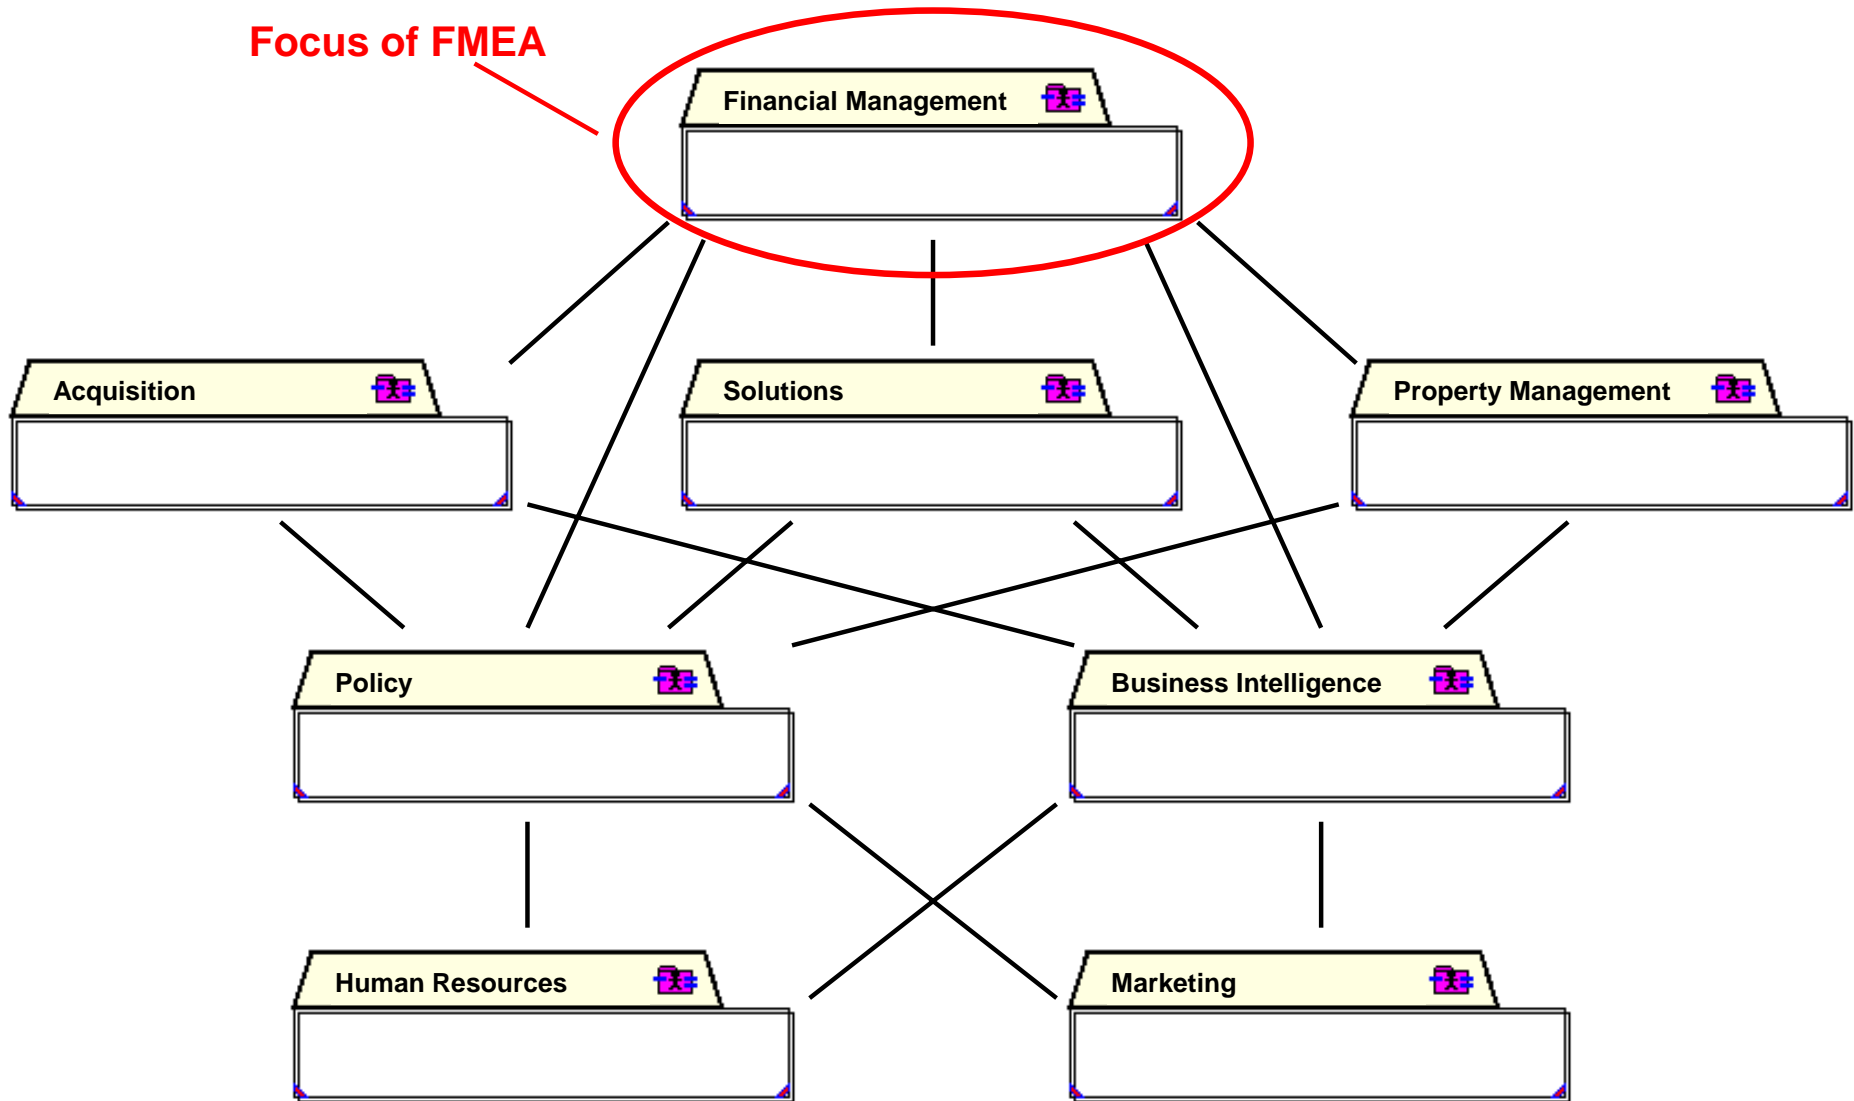 Focus of FMEA
Financial Management
Acquisition
Solutions
Property Management
Policy
Business Intelligence
Human Resources
Marketing